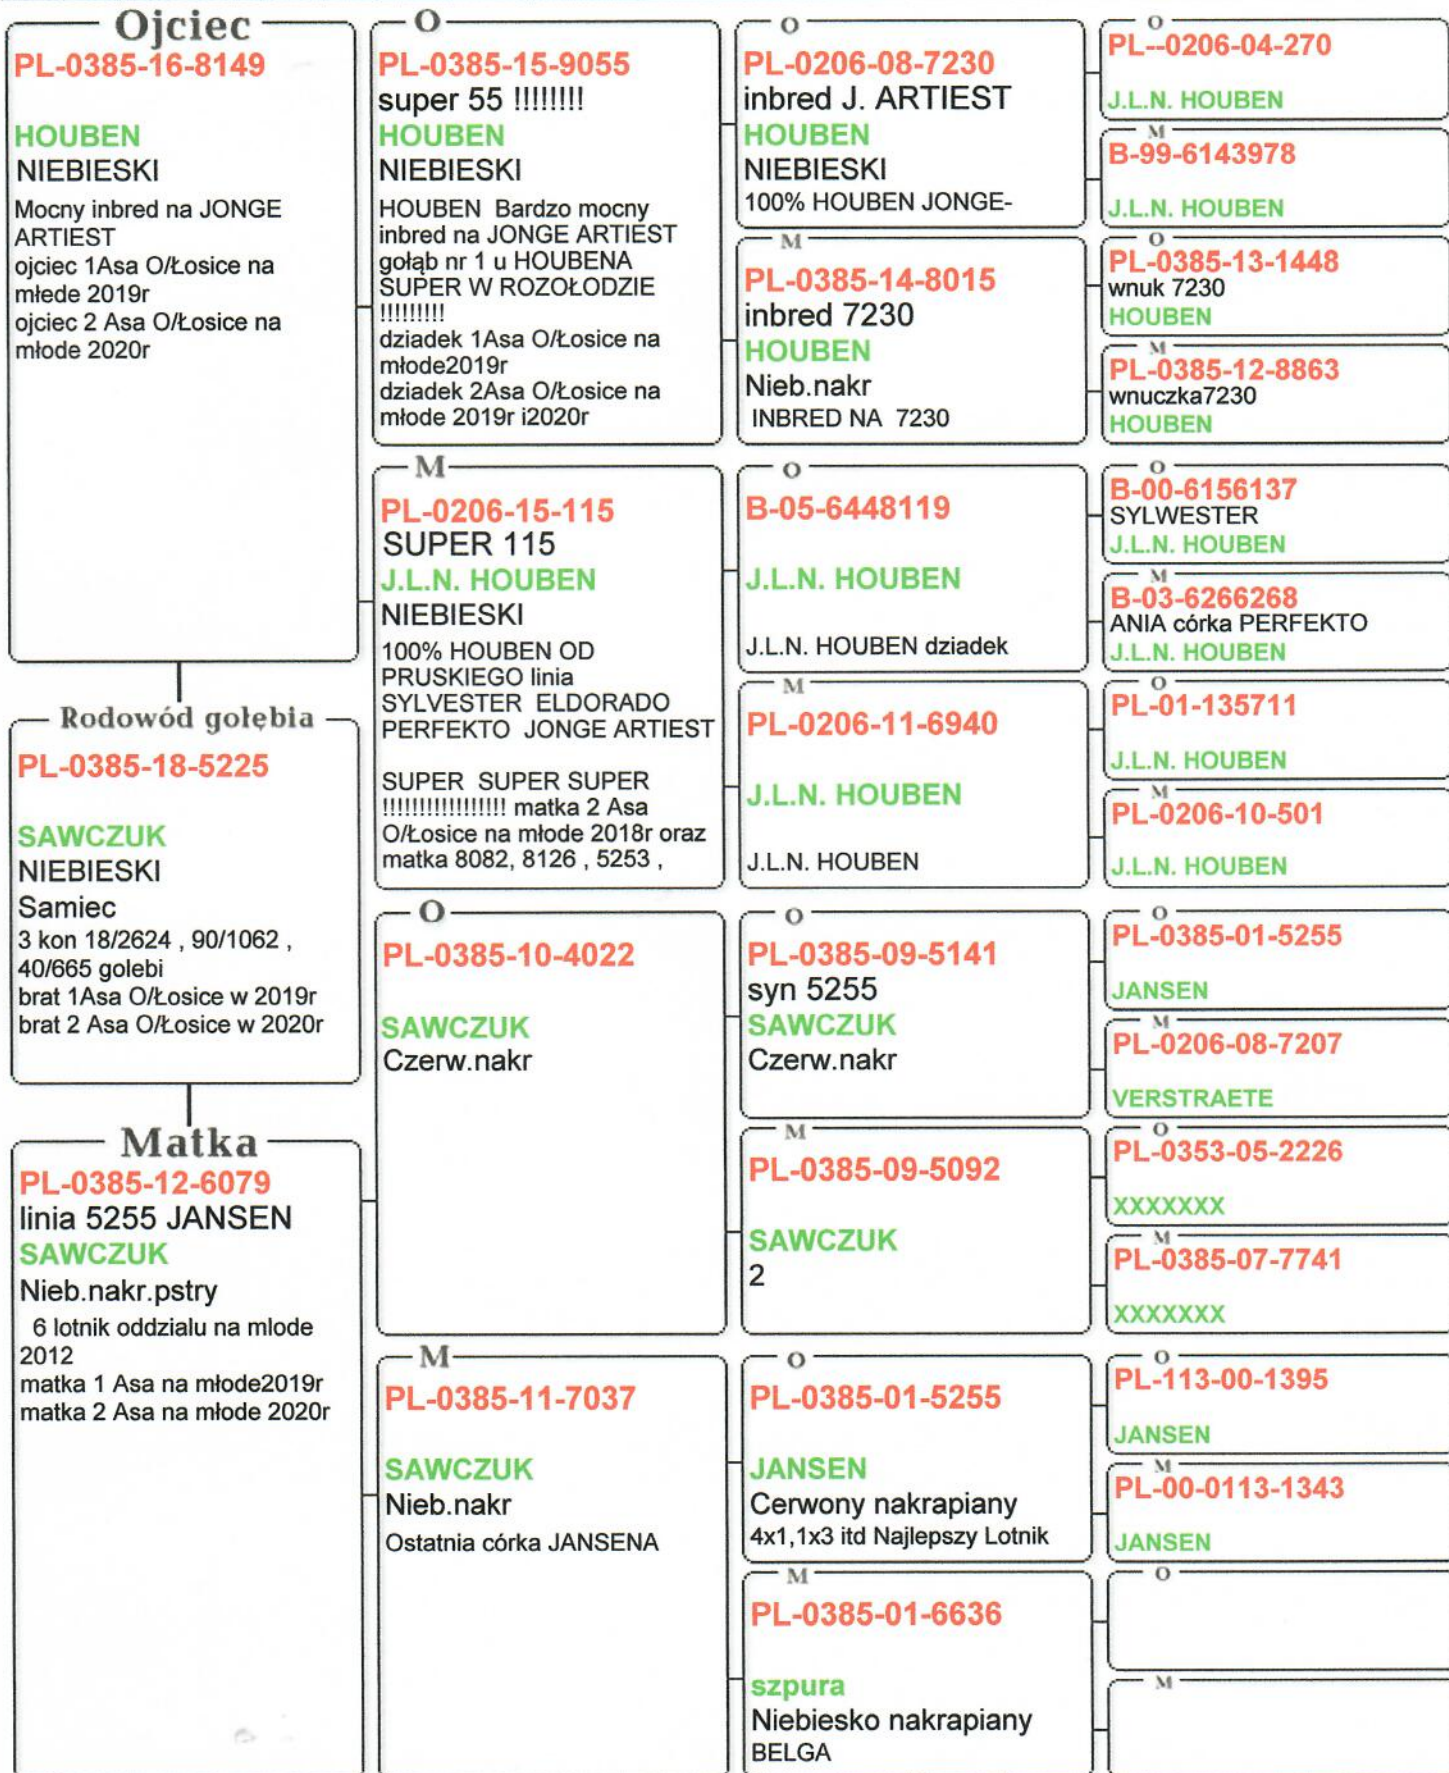 Ojciec
PL-0385-16-8149
HOUBEN
NIEBIESKI
Mocny inbred na JONGE
ARTIEST
ojciec 1Asa O/Łosice na
młede 2019r
ojciec 2 Asa O/Łosice na
młode 2020r
Rodowód gołębia
PL-0385-18-5225
SAWCZUK
NIEBIESKI
Samiec
3 kon 18/2624 , 90/1062 ,
40/665 golebi
brat 1Asa O/Łosice w 2019r
brat 2 Asa O/Łosice w 2020r
Matka
PL-0385-12-6079
linia 5255 JANSEN
SAWCZUK
Nieb.nakr.pstry
6 lotnik oddzialu na mlode
2012
matka 1 Asa na młode2019r
matka 2 Asa na młode 2020r
O
PL-0385-15-9055
super 55 !!!!!!!!
HOUBEN
NIEBIESKI
HOUBEN Bardzo mocny
inbred na JONGE ARTIEST
gołąb nr 1 u HOUBENA
SUPER W ROZOŁODZIE
!!!!!!!!!
dziadek 1Asa O/Łosice na
młode2019r
dziadek 2Asa O/Łosice na
młode 2019r i2020r
M
PL-0206-15-115
SUPER 115
J.L.N. HOUBEN
NIEBIESKI
100% HOUBEN OD
PRUSKIEGO linia
SYLVESTER ELDORADO
PERFEKTO JONGE ARTIEST
SUPER SUPER SUPER
!!!!!!!!!!!!!!!!!! matka 2 Asa
O/Łosice na młode 2018r oraz
matka 8082, 8126 , 5253 ,
O
PL-0385-10-4022
SAWCZUK
Czerw.nakr
M
PL-0385-11-7037
SAWCZUK
Nieb.nakr
Ostatnia córka JANSENA
O
PL-0206-08-7230
inbred J. ARTIEST
HOUBEN
NIEBIESKI
100% HOUBEN JONGE-
M
PL-0385-14-8015
inbred 7230
HOUBEN
Nieb.nakr
INBRED NA 7230
O
B-05-6448119
J.L.N. HOUBEN
J.L.N. HOUBEN dziadek
M
PL-0206-11-6940
J.L.N. HOUBEN
J.L.N. HOUBEN
O
PL-0385-09-5141
syn 5255
SAWCZUK
Czerw.nakr
M
PL-0385-09-5092
SAWCZUK
2
O
PL-0385-01-5255
JANSEN
Cerwony nakrapiany
4x1,1x3 itd Najlepszy Lotnik
M
PL-0385-01-6636
szpura
Niebiesko nakrapiany
BELGA
O
PL--0206-04-270
J.L.N. HOUBEN
M
B-99-6143978
J.L.N. HOUBEN
O
PL-0385-13-1448
wnuk 7230
HOUBEN
M
PL-0385-12-8863
wnuczka7230
HOUBEN
O
B-00-6156137
SYLWESTER
J.L.N. HOUBEN
M
B-03-6266268
ANIA córka PERFEKTO
J.L.N. HOUBEN
O
PL-01-135711
J.L.N. HOUBEN
M
PL-0206-10-501
J.L.N. HOUBEN
O
PL-0385-01-5255
JANSEN
M
PL-0206-08-7207
VERSTRAETE
O
PL-0353-05-2226
XXXXXXX
M
PL-0385-07-7741
XXXXXXX
O
PL-113-00-1395
JANSEN
M
PL-00-0113-1343
JANSEN
O
M